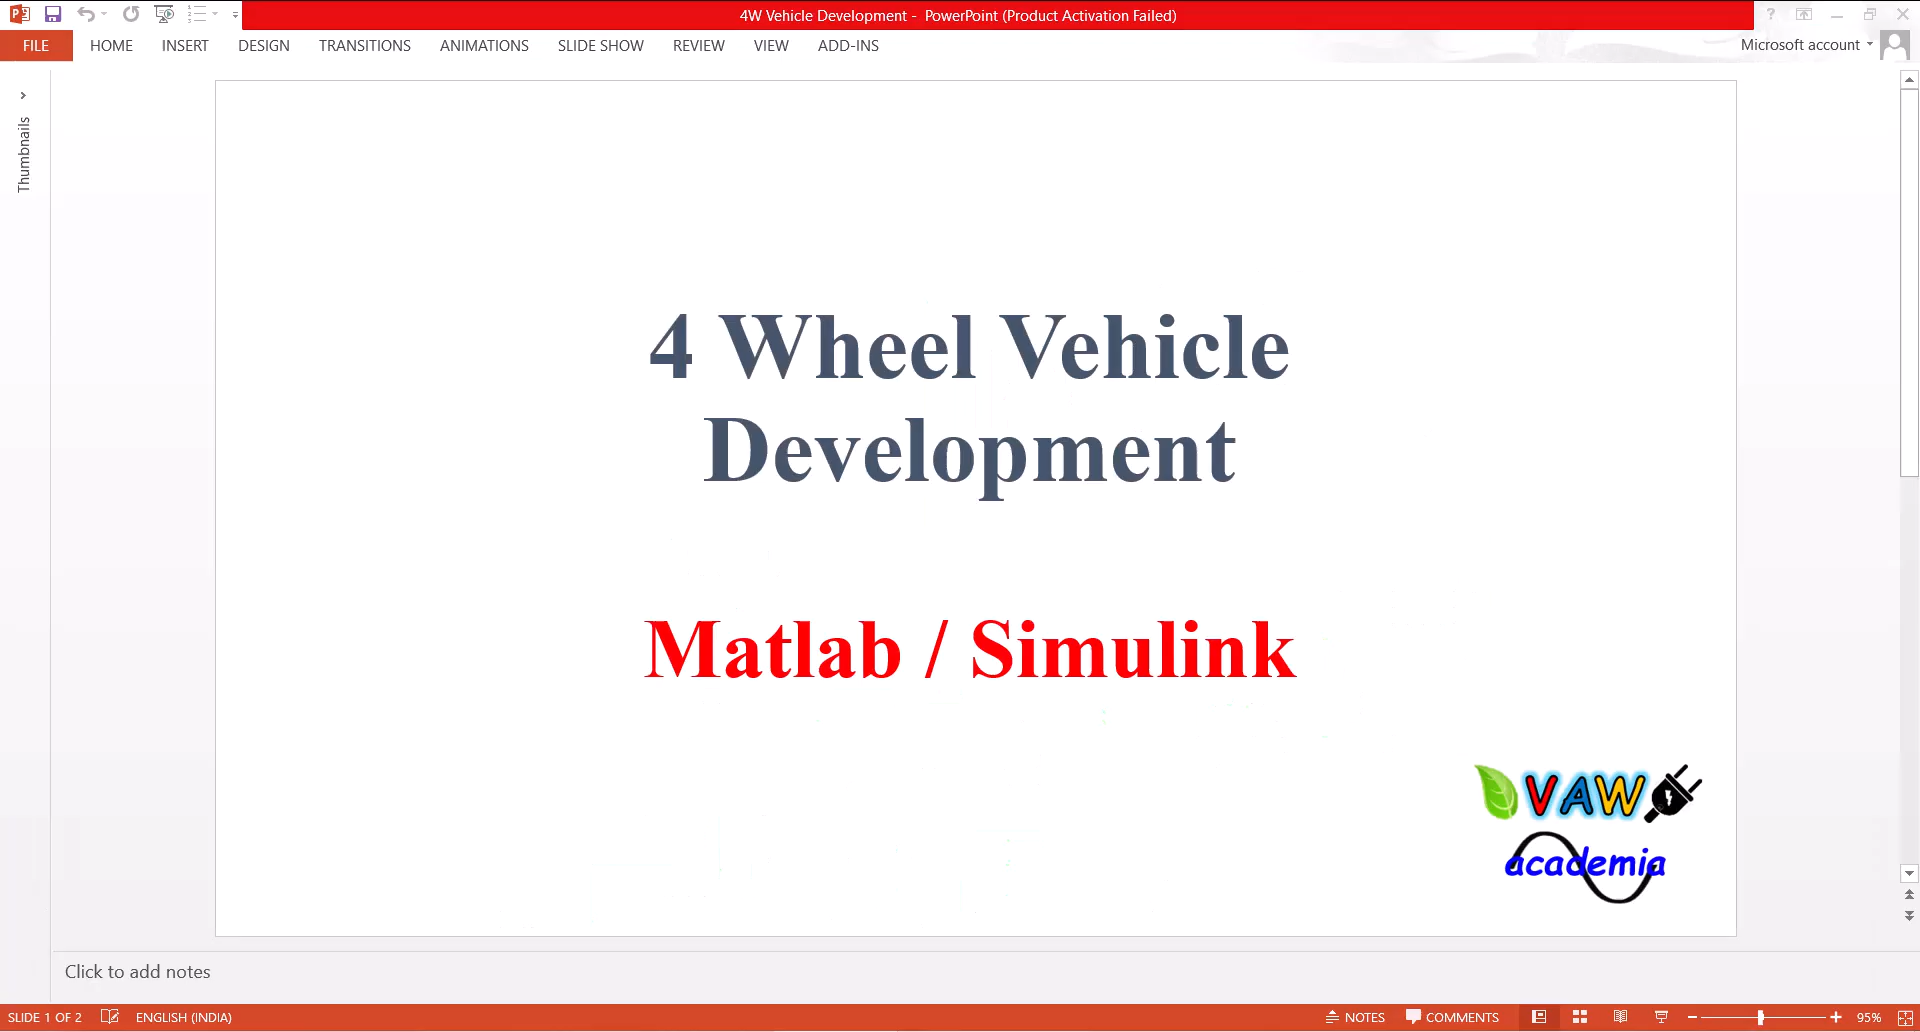 4W Vehicle Development - PowerPoint (Product Activation Failed)
?
FILE HOME INSERT DESIGN TRANSITIONS ANIMATIONS SLIDE SHOW REVIEW VIEW ADD-INS
Microsoft account
Thumbnails
4 Wheel Vehicle
Development
Matlab / Simulink
VAW
academia
Click to add notes
SLIDE 1 OF 2 ENGLISH (INDIA) NOTES COMMENTS 95%